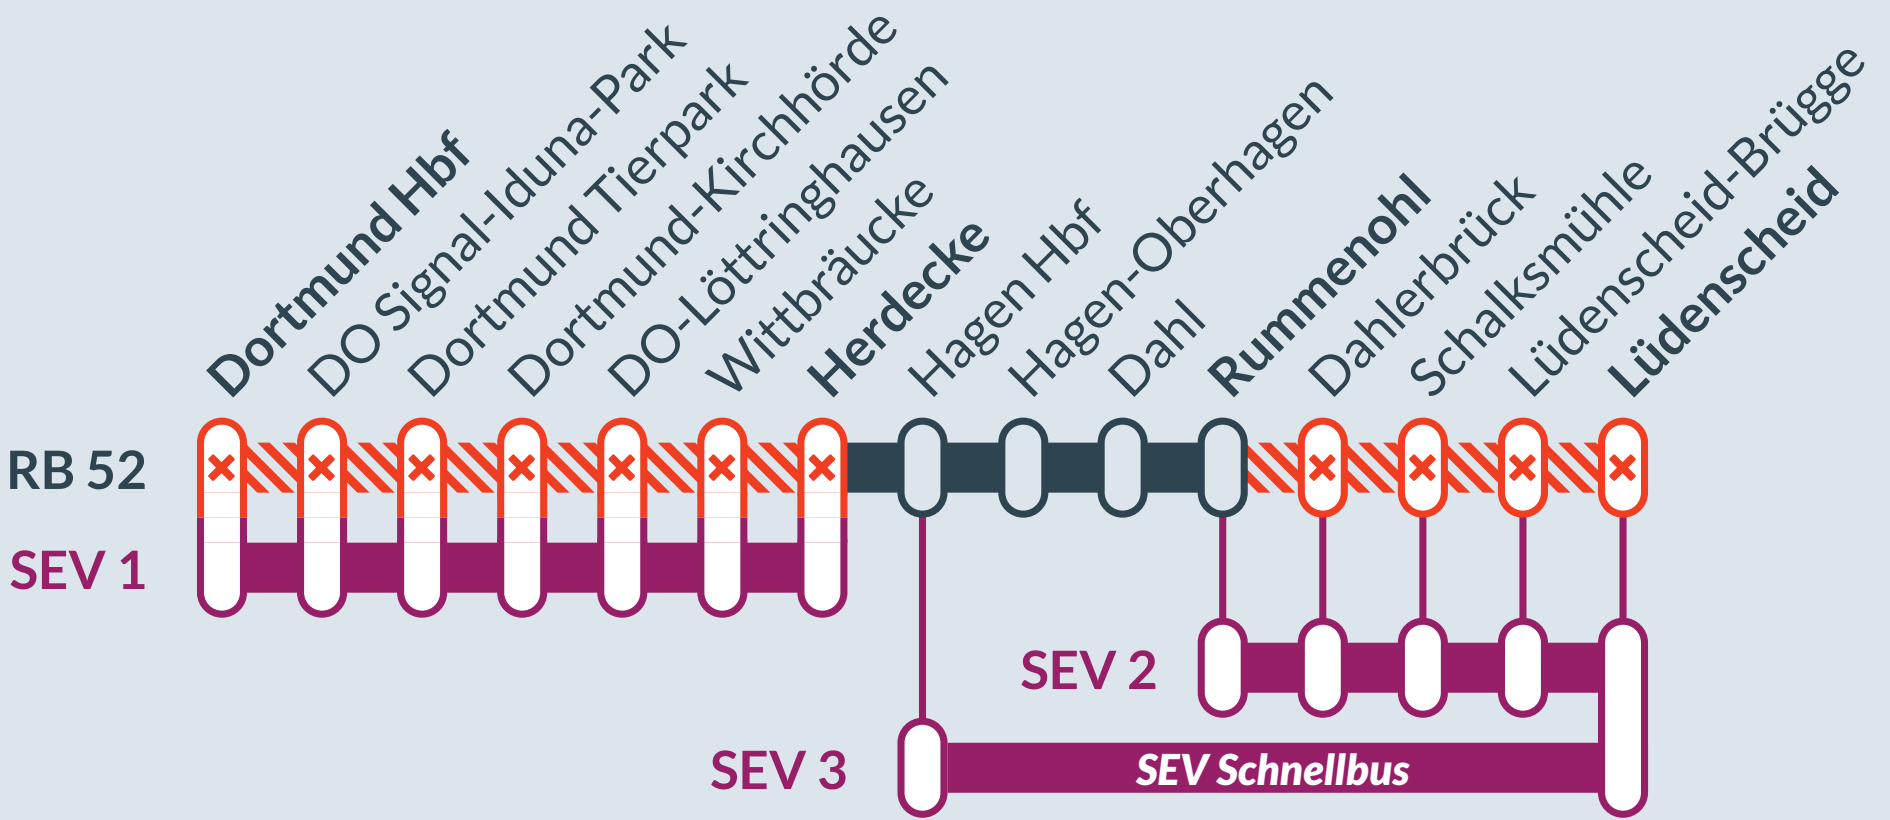 Dortmund Hbf
DO Signal-Iduna-Park
Dortmund Tierpark
Dortmund-Kirchhörde
DO-Löttringhausen
Wittbräucke
Herdecke
Hagen Hbf
Hagen-Oberhagen
Dahl
Rummenohl
Dahlerbrück
Schalksmühle
Lüdenscheid-Brügge
Lüdenscheid
RB 52
SEV 1
SEV 2
SEV 3
SEV Schnellbus